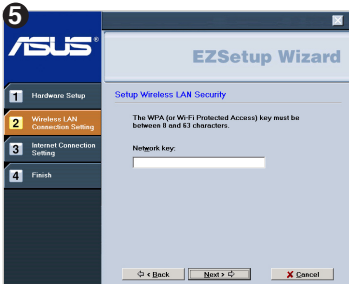 5
ASUS®
EZSetup Wizard
1 Hardware Setup
2 Wireless LAN
Connection Setting
3 Internet Connection
Setting
4 Finish
Setup Wireless LAN Security
The WPA (or Wi-Fi Protected Access) key must be
between 8 and 63 characters.
Network key:
< Back
Next >
X Cancel